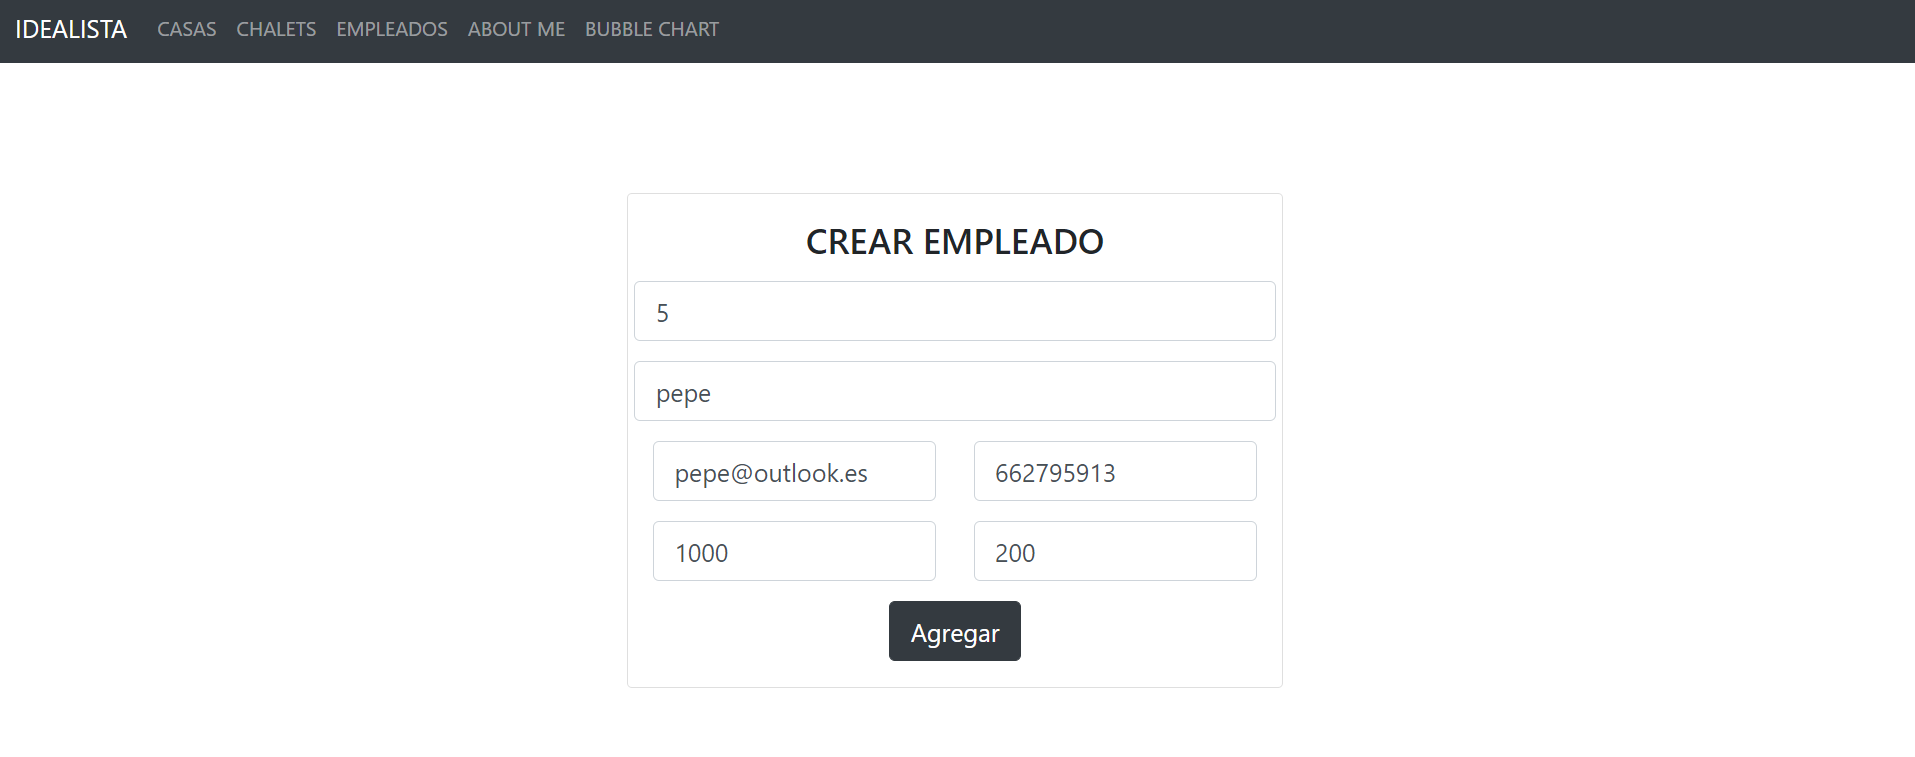 IDEALISTA CASAS CHALETS EMPLEADOS ABOUT ME BUBBLE CHART
CREAR EMPLEADO
5
pepe
pepe@outlook.es 662795913
1000 200
Agregar